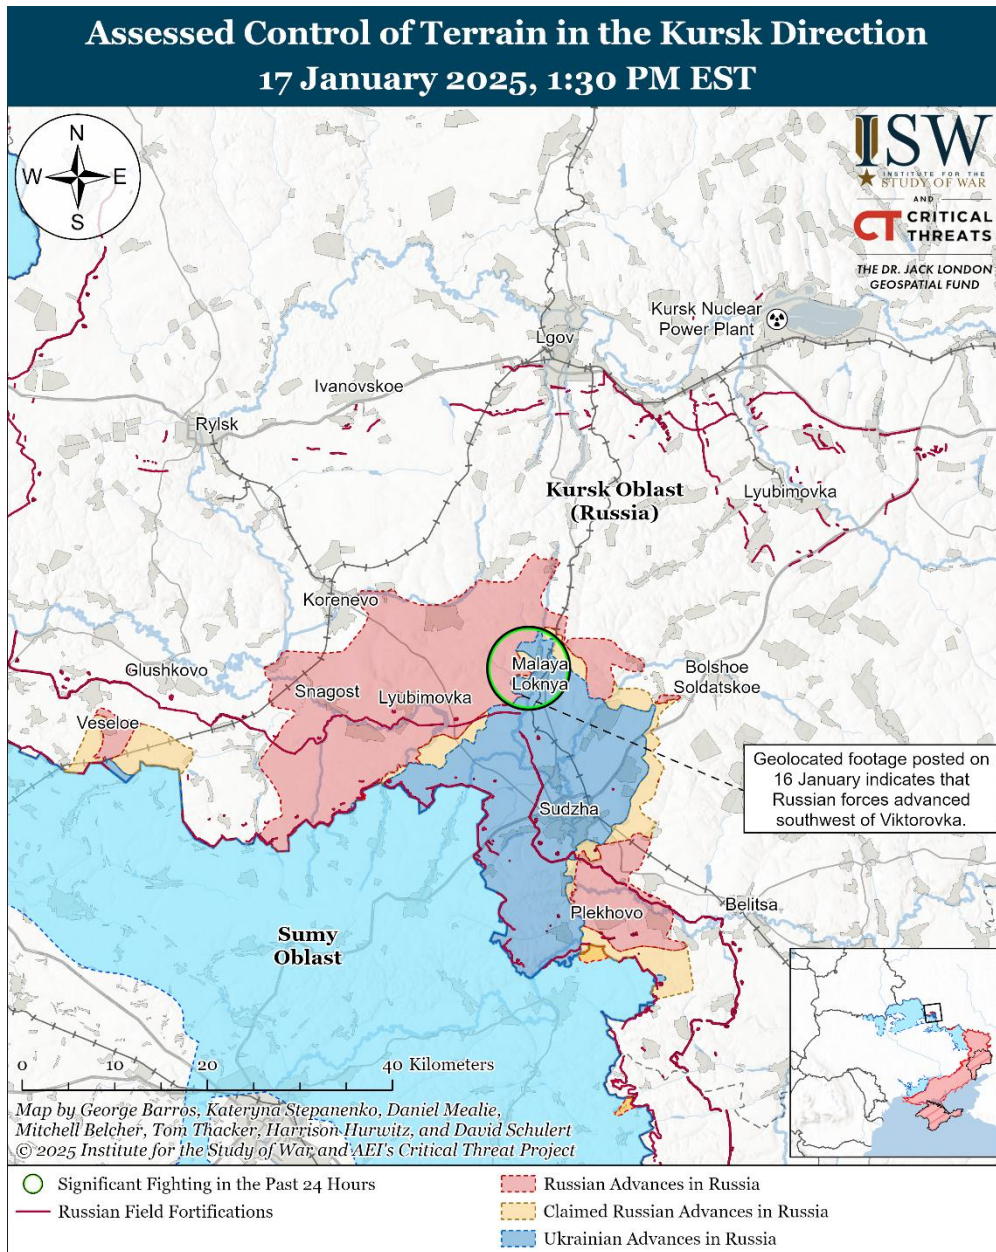 Assessed Control of Terrain in the Kursk Direction
17 January 2025, 1:30 PM EST
N
W
E
S
ISW
INSTITUTE FOR THE
STUDY OF WAR
AND
CT CRITICAL
THREATS
THE DR. JACK LONDON
GEOSPATIAL FUND
Kursk Nuclear
Power Plant
Lgov
Ivanovskoe
Rylsk
Kursk Oblast
(Russia)
Lyubimovka
Korenevo
Glushkovo
Snagost
Lyubimovka
Malaya
Loknya
Bolshoe
Soldatskoe
Veseloe
Geolocated footage posted on
16 January indicates that
Russian forces advanced
southwest of Viktorovka.
Sudzha
Plekhovo
Belitsa
Sumy
Oblast
0 10 20 40 Kilometers
Map by George Barros, Kateryna Stepanenko, Daniel Mealie,
Mitchell Belcher, Tom Thacker, Harrison Hurwitz, and David Schulert
© 2025 Institute for the Study of War and AEI's Critical Threat Project
Significant Fighting in the Past 24 Hours
Russian Field Fortifications
Russian Advances in Russia
Claimed Russian Advances in Russia
Ukrainian Advances in Russia